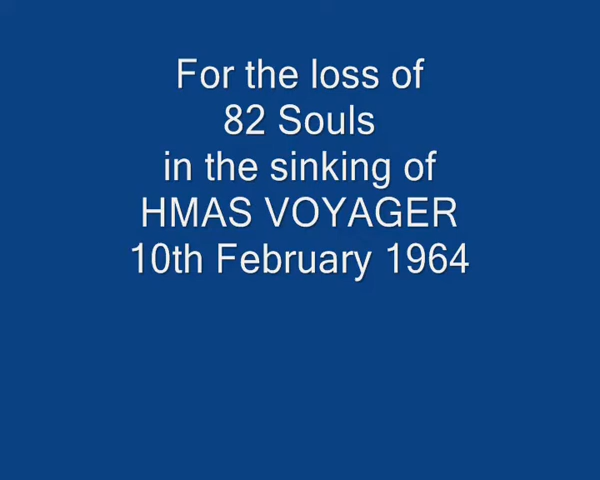 For the loss of
82 Souls
in the sinking of
HMAS VOYAGER
10th February 1964